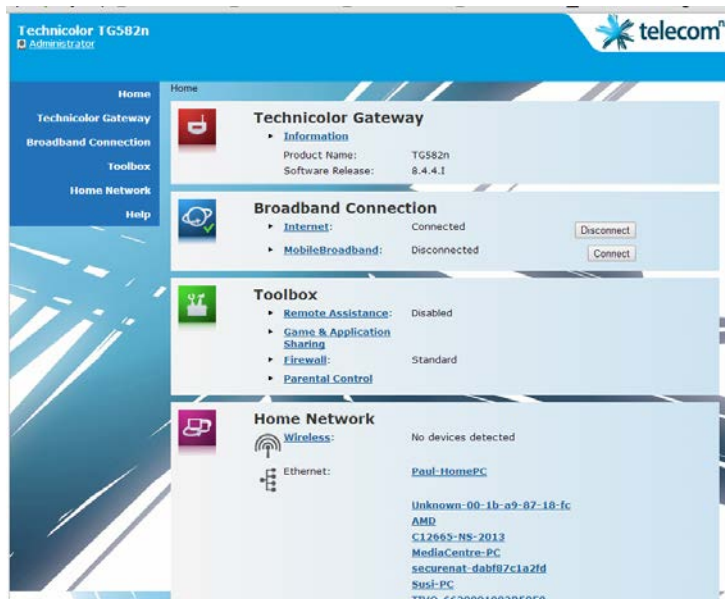 Technicolor TG582n
Administrator
telecom
Home
Technicolor Gateway
Broadband Connection
Toolbox
Home Network
Help
Home
Technicolor Gateway
Information
Product Name: TG582n
Software Release: 8.4.4.I
Broadband Connection
Internet: Connected Disconnect
MobileBroadband: Disconnected Connect
Toolbox
Remote Assistance: Disabled
Game & Application
Sharing
Firewall: Standard
Parental Control
Home Network
Wireless: No devices detected
Ethernet: Paul-HomePC
Unknown-00-1b-a9-87-18-fc
AMD
C12665-NS-2013
MediaCentre-PC
securenat-dabf87c1a2fd
Susi-PC